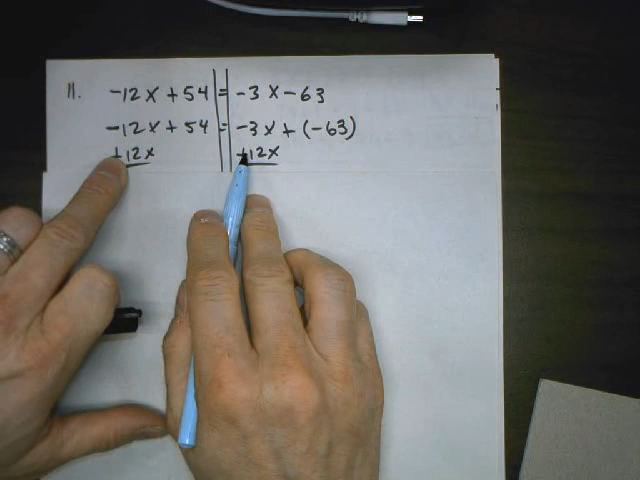 11. -12x + 54 = -3x - 63
-12x + 54 = -3x + (-63)
+12x +12x